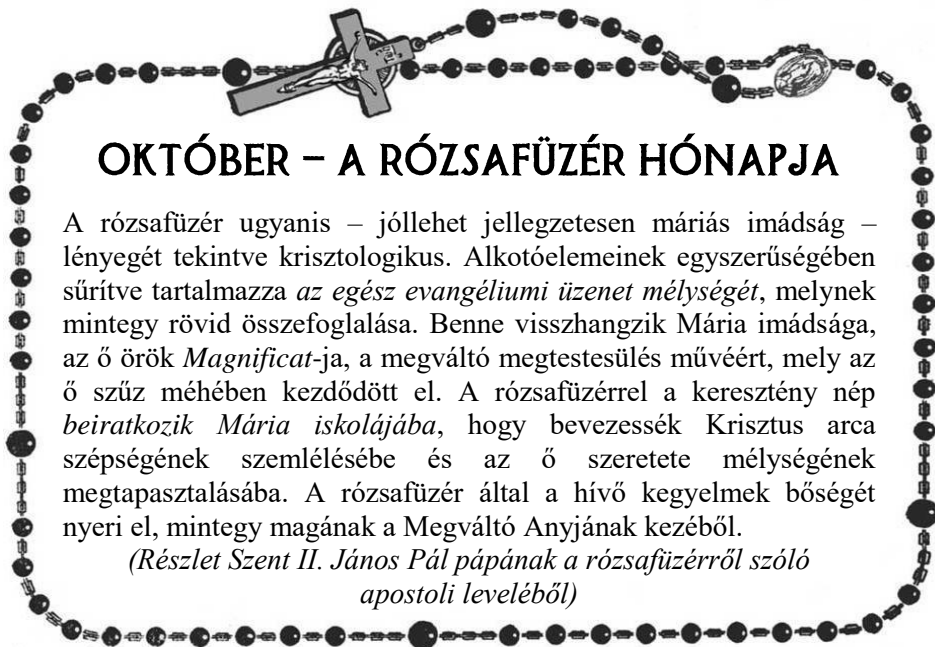 OKTÓBER – A RÓZSAFÜZÉR HÓNAPJA
A rózsafüzér ugyanis – jóllehet jellegzetesen máriás imádság –
lényegét tekintve krisztologikus. Alkotóelemeinek egyszerűségében
sűrítve tartalmazza az egész evangéliumi üzenet mélységét, melynek
mintegy rövid összefoglalása. Benne visszhangzik Mária imádsága,
az ő örök Magnificat-ja, a megváltó megtestesülés művéért, mely az
ő szűz méhében kezdődött el. A rózsafüzérrel a keresztény nép
beiratkozik Mária iskolájába, hogy bevezessék Krisztus arca
szépségének szemlélésébe és az ő szeretete mélységének
megtapasztalásába. A rózsafüzér által a hívő kegyelmek bőségét
nyeri el, mintegy magának a Megváltó Anyjának kezéből.
(Részlet Szent II. János Pál pápának a rózsafüzérről szóló
apostoli leveléből)